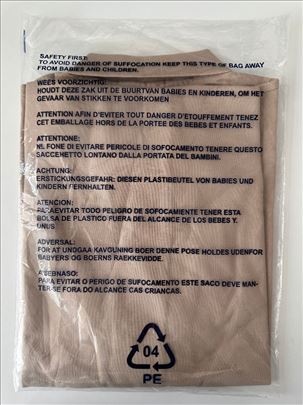 SAFETY FIRST:
TO AVOID DANGER OF SUFFOCATION KEEP THIS TYPE OF BAG AWAY
FROM BABIES AND CHILDREN.
WEES VOORZICHTIG:
HOUDT DEZE ZAK UIT DE BUURTVAN BABIES EN KINDEREN, OM HET
GEVAAR VAN STIKKEN TE VOORKOMEN
ATTENTION AFIN D'EVITER TOUT DANGER D'ETOUFFEMENT TENEZ
CET EMBALLAGE HORS DE LA PORTEE DES BEBES ET ENFANTS.
ATTENTIONE:
NL FONE DI EVITARE PERICOLE DI SOFOCAMENTO TENERE QUESTO
SACCEHETTO LONTANO DALLA PORTATA DEL BAMBINI.
ACHTUNG:
ERSTICKUNGSGEFAHR: DIESEN PLASTIBEUTEL VON BABIES UND
KINDERN FERNHALTEN.
ATENCION:
PARAEVITAR TODO PELIGRO DE SOFOCAMIENTE TENER ESTA
BOLSA DE PLASTICO FUERA DEL ALCANCE DE LOS BEBES Y.
UNUS
ADVERSAL:
FOR AT UNDGAA KAVGUNING BOER DENNE POSE HOLDES UDENFOR
BABYERS OG BOERNS RAEKKEVIDDE.
ASEBNASO:
PARA EVITAR O PERIGO DE SUFOCAMENTO ESTE SACO DEVE MAN-
TER-SE FORA DO ALCANCE CAS CRIANCAS.
04
PE